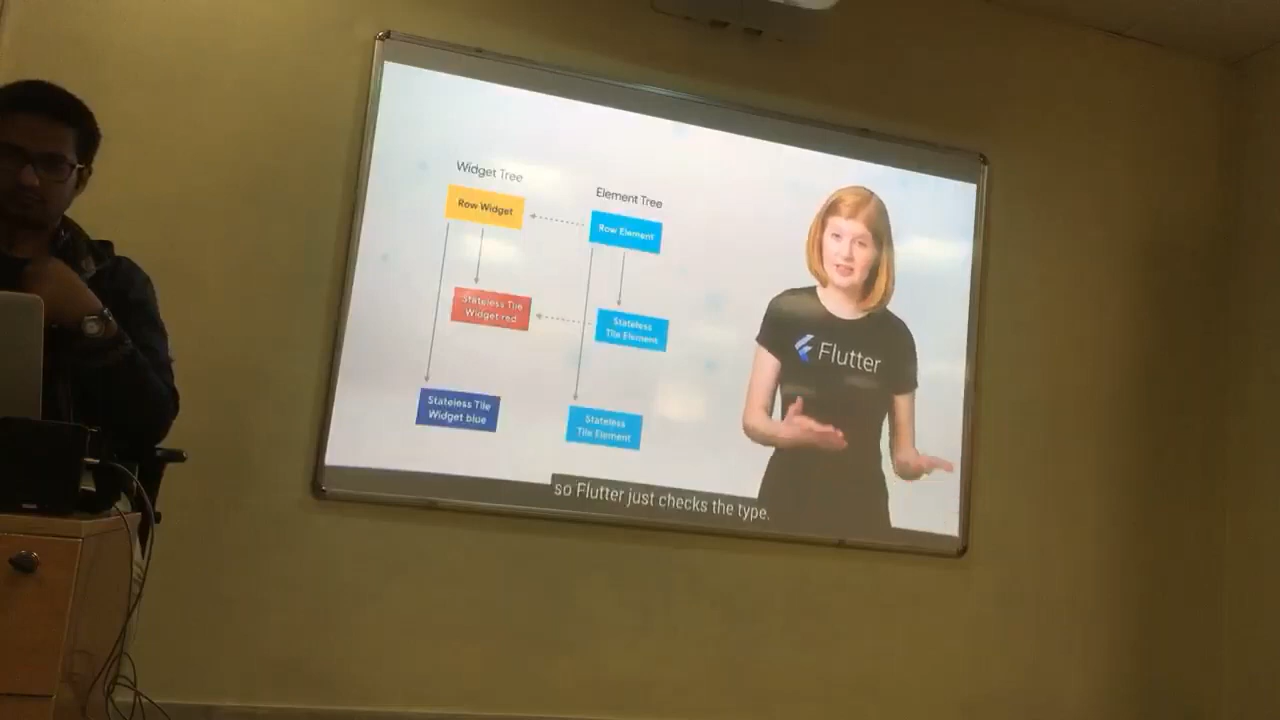 Widget Tree
Element Tree
Row Widget
Row Element
Stateless Tile
Widget red
Stateless
Tile Element
Stateless Tile
Widget blue
Stateless
Tile Element
Flutter
so Flutter just checks the type.